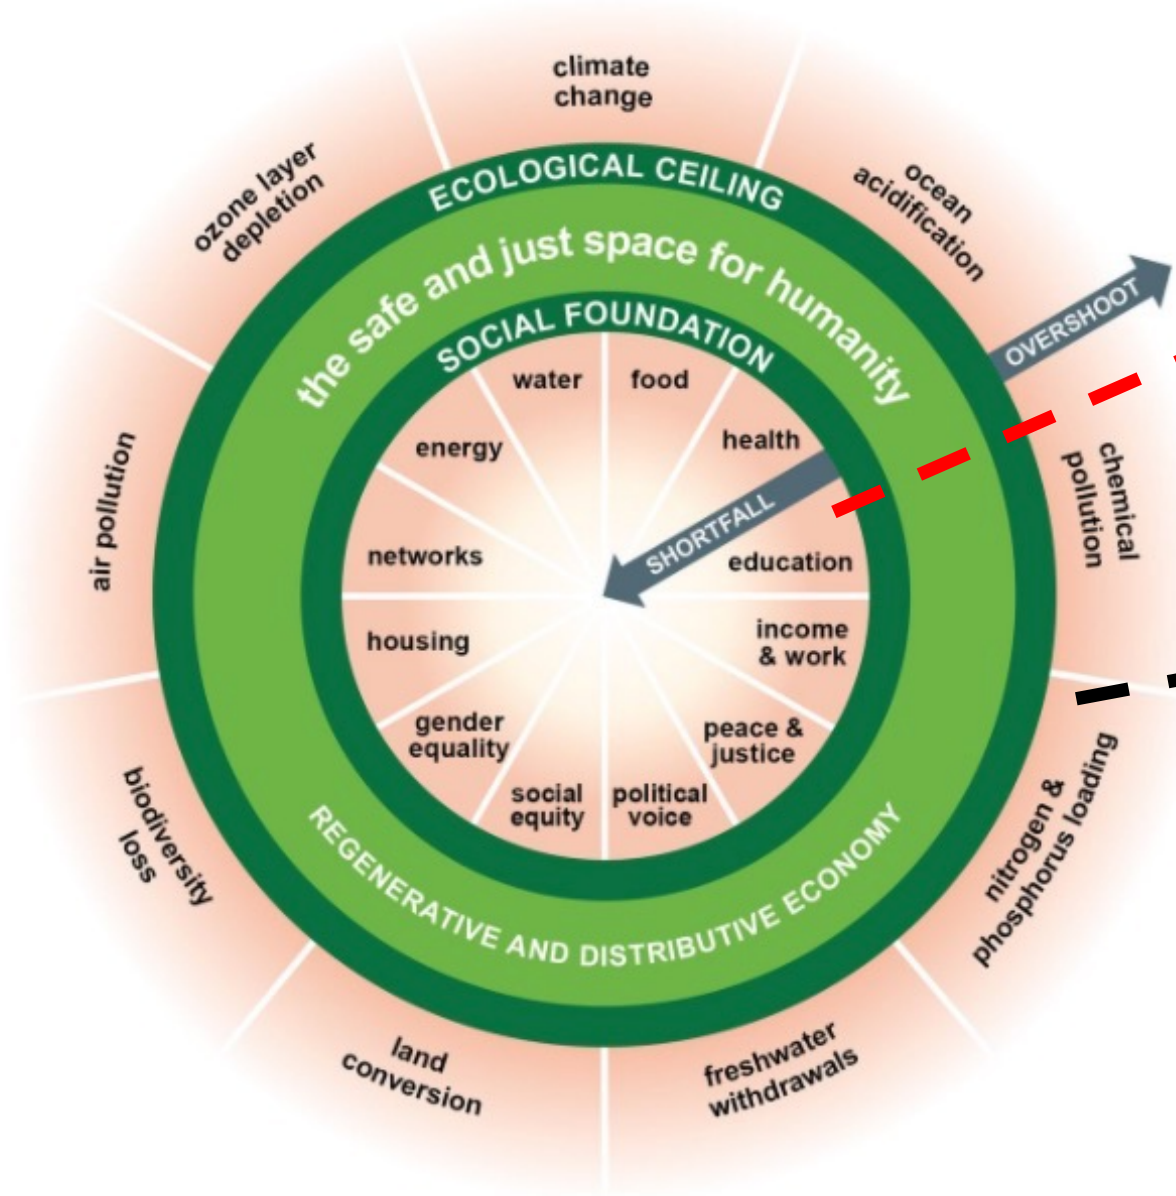 climate
change
ozone layer
depletion
ocean
acidification
ECOLOGICAL CEILING
the safe and just space for humanity
SOCIAL FOUNDATION
OVERSHOOT
water
food
energy
health
air pollution
chemical
pollution
SHORTFALL
networks
education
housing
income
& work
gender
equality
peace &
justice
social
equity
political
voice
biodiversity
loss
nitrogen &
phosphorus loading
REGENERATIVE AND DISTRIBUTIVE ECONOMY
land
conversion
freshwater
withdrawals